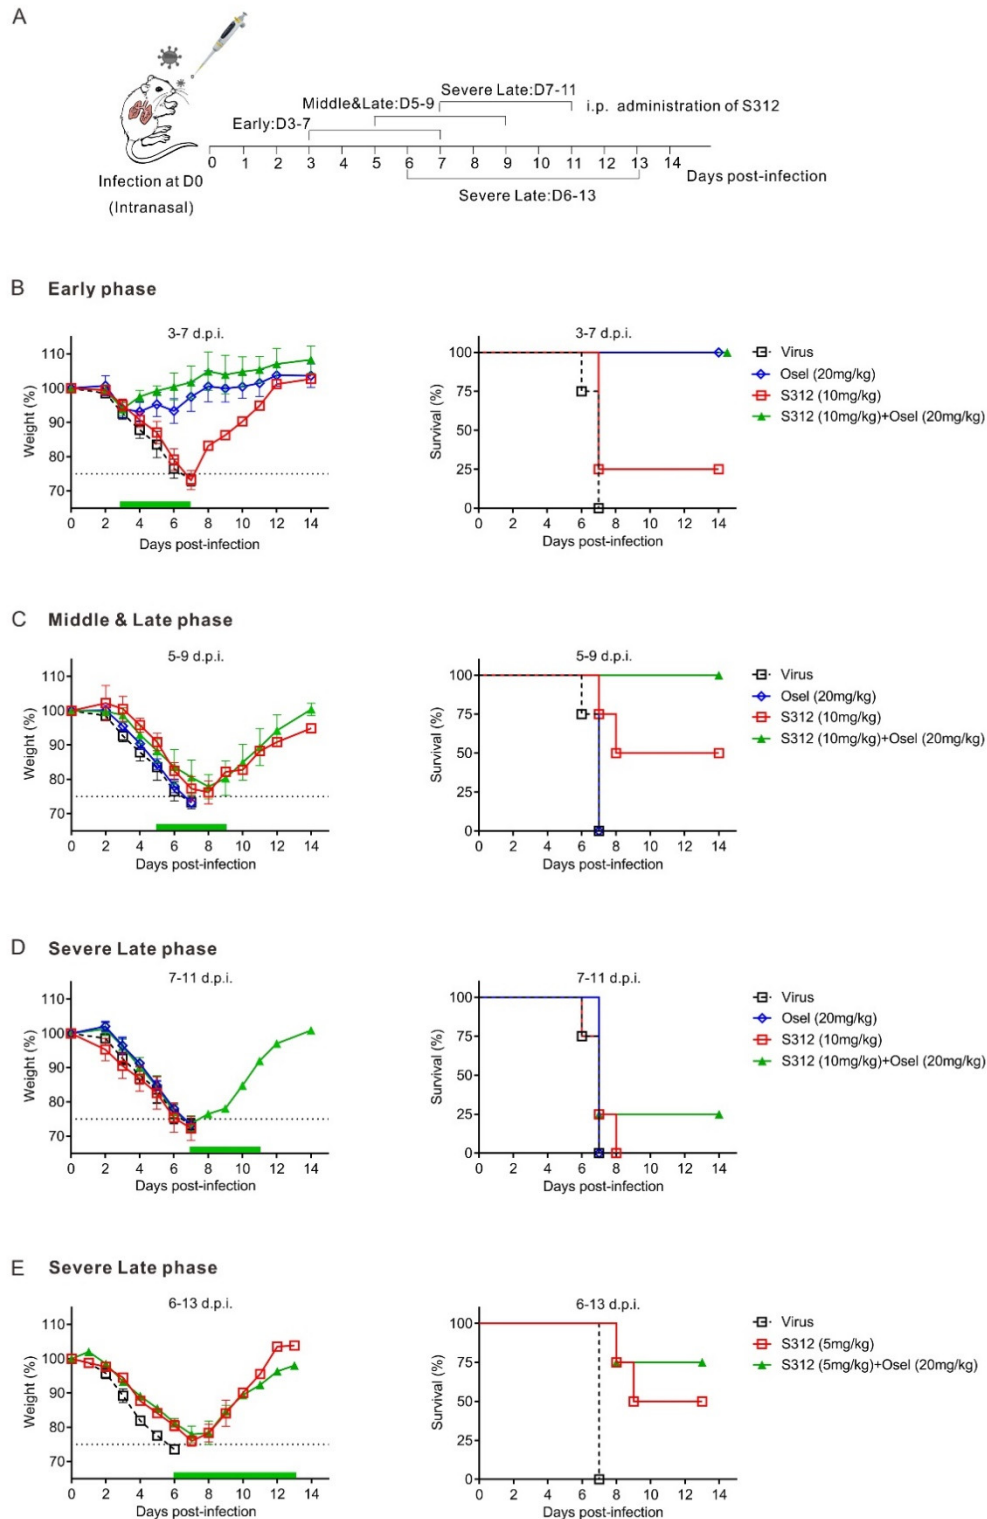 A
Severe Late:D7-11
Middle&Late:D5-9
i.p. administration of S312
Early:D3-7
0 1 2 3 4 5 6 7 8 9 10 11 12 13 14
Days post-infection
Infection at D0
(Intranasal)
Severe Late:D6-13
B Early phase
3-7 d.p.i.
Weight (%)
110
100
90
80
70
0 2 4 6 8 10 12 14
Days post-infection
3-7 d.p.i.
Survival (%)
100
75
50
25
0
0 2 4 6 8 10 12 14
Days post-infection
Virus
Osel (20mg/kg)
S312 (10mg/kg)
S312 (10mg/kg)+Osel (20mg/kg)
C Middle & Late phase
5-9 d.p.i.
Weight (%)
110
100
90
80
70
0 2 4 6 8 10 12 14
Days post-infection
5-9 d.p.i.
Survival (%)
100
75
50
25
0
0 2 4 6 8 10 12 14
Days post-infection
Virus
Osel (20mg/kg)
S312 (10mg/kg)
S312 (10mg/kg)+Osel (20mg/kg)
D Severe Late phase
7-11 d.p.i.
Weight (%)
110
100
90
80
70
0 2 4 6 8 10 12 14
Days post-infection
7-11 d.p.i.
Survival (%)
100
75
50
25
0
0 2 4 6 8 10 12 14
Days post-infection
Virus
Osel (20mg/kg)
S312 (10mg/kg)
S312 (10mg/kg)+Osel (20mg/kg)
E Severe Late phase
6-13 d.p.i.
Weight (%)
110
100
90
80
70
0 2 4 6 8 10 12 14
Days post-infection
6-13 d.p.i.
Survival (%)
100
75
50
25
0
0 2 4 6 8 10 12 14
Days post-infection
Virus
S312 (5mg/kg)
S312 (5mg/kg)+Osel (20mg/kg)